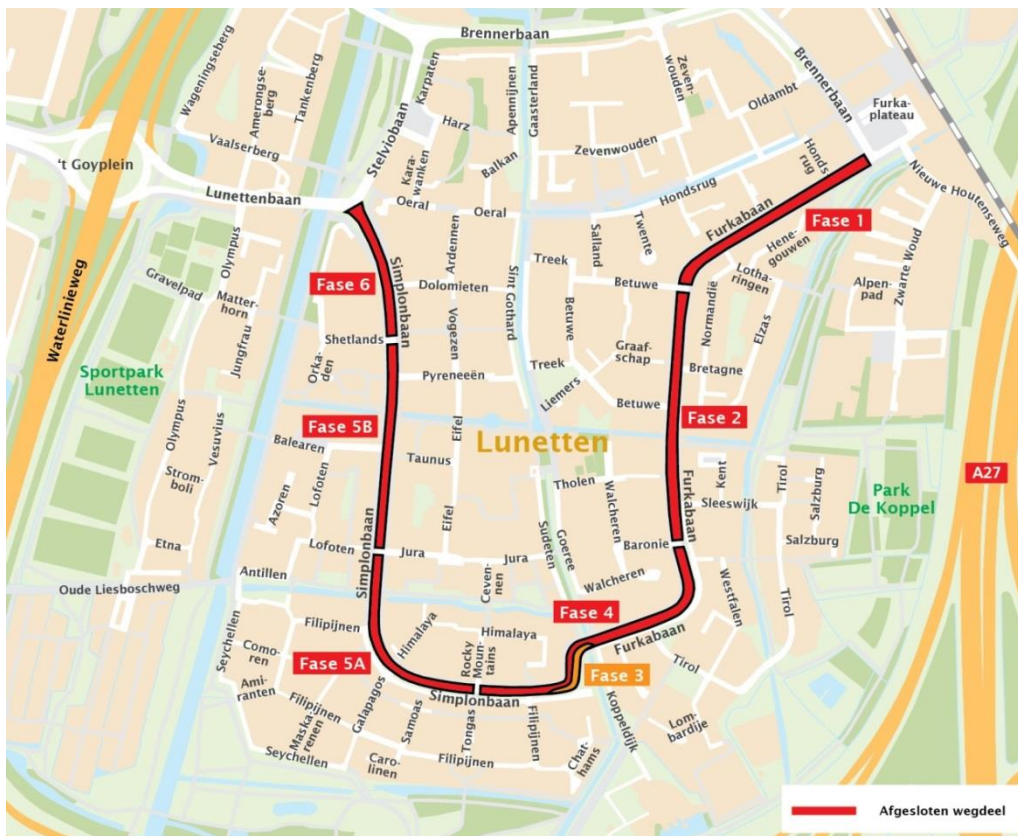 Brennerbaan
Wageningseberg
Amerongse-
berg
Tankenberg
Karpaten
Apennijnen
Gaasterland
Zeven-
wouden
Brennerbaan
Oldambt
Furka-
plateau
Stelviobaan
Harz
Vaalserberg
't Goyplein
Kara-
wanken
Balkan
Zevenwouden
Honds-
rug
Nieuwe Houtenseweg
Lunettenbaan
Oeral
Oeral
Hondsrug
Furkabaan
Fase 1
Salland
Twente
Hene-
gouwen
Zwarte Woud
Waterlinieweg
Gravelpad
Olympus
Matter-
horn
Jungfrau
Fase 6
Simplonbaan
Ardennen
Dolomieten
Sint Gothard
Treek
Betuwe
Lotha-
ringen
Alpen-
pad
Normandië
Elzas
Vogezen
Betuwe
Shetlands
Orka-
den
Graaf-
schap
Treek
Bretagne
Sportpark
Lunetten
Pyreneeën
Liemers
Betuwe
Fase 2
Olympus
Vesuvius
Fase 5B
Eifel
Lunetten
Balearen
Taunus
Strom-
boli
Azoren
Lofoten
Tholen
Walcheren
Furkabaan
Kent
Sleeswijk
Tirol
Salzburg
Park
De Koppel
A27
Simplonbaan
Eifel
Sudeten
Goeree
Etna
Lofoten
Jura
Jura
Baronie
Salzburg
Antillen
Ceven-
nen
Walcheren
Westfalen
Tirol
Oude Liesboschweg
Fase 4
Seychellen
Filipijnen
Himalaya
Himalaya
Furkabaan
Como-
ren
Fase 5A
Rocky
Moun-
tains
Fase 3
Tirol
Ami-
ranten
Simplonbaan
Filipijnen
Maska-
renen
Galapagos
Samoas
Tongas
Filipijnen
Koppeldijk
Lom-
bardije
Seychellen
Caro-
linen
Filipijnen
Chat-
hams
Afgesloten wegdeel